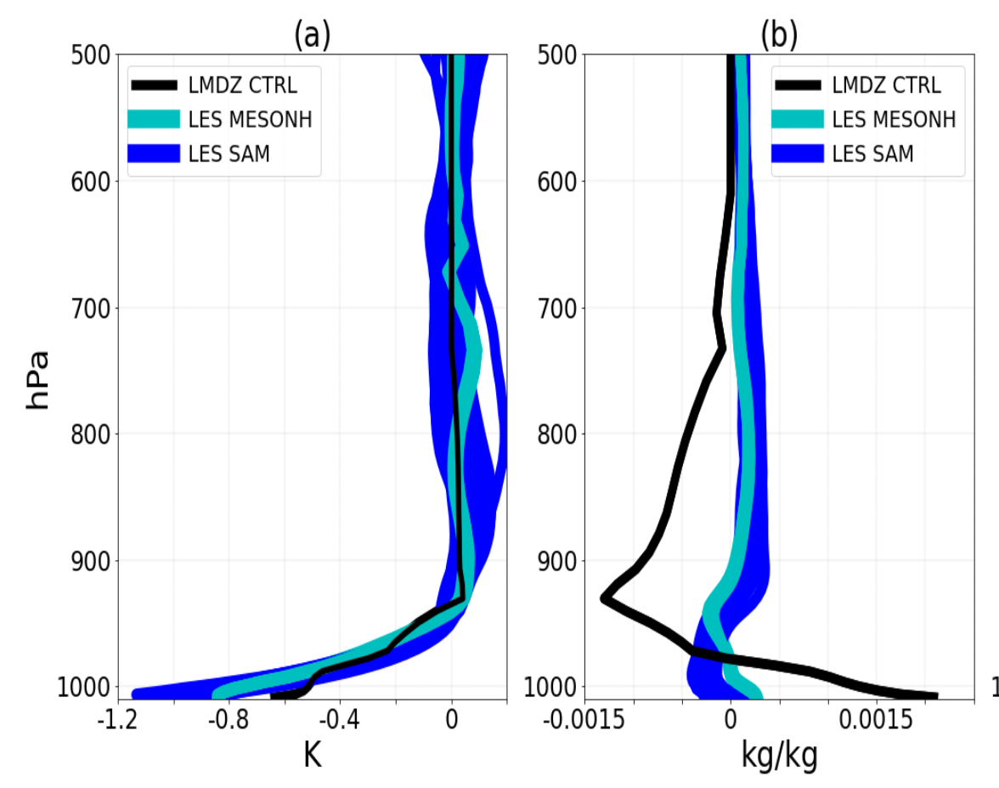 (a)
500
600
700
800
900
1000
hPa
LMDZ CTRL
LES MESONH
LES SAM
-1.2
-0.8
-0.4
0
K
(b)
500
600
700
800
900
1000
LMDZ CTRL
LES MESONH
LES SAM
-0.0015
0
0.0015
kg/kg
1